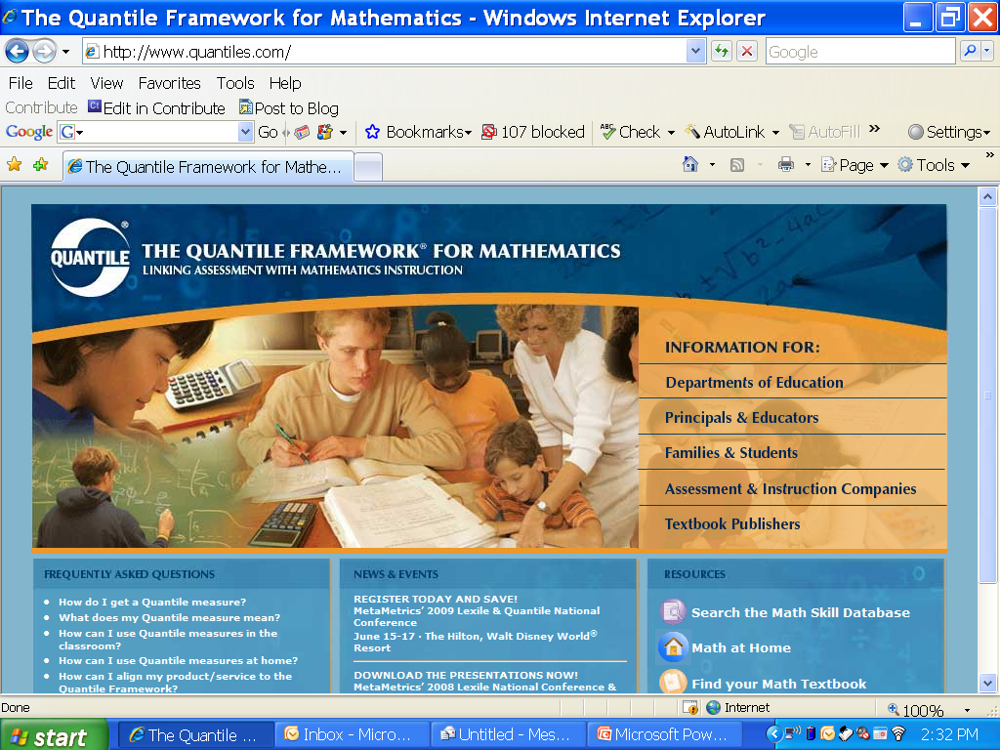 The Quantile Framework for Mathematics - Windows Internet Explorer
http://www.quantiles.com/
Google
File Edit View Favorites Tools Help
Contribute Ct Edit in Contribute Post to Blog
Google G Go Bookmarks 107 blocked ABC Check AutoLink AutoFill » Settings
The Quantile Framework for Mathe... Page Tools »
QUANTILE®
THE QUANTILE FRAMEWORK® FOR MATHEMATICS
LINKING ASSESSMENT WITH MATHEMATICS INSTRUCTION
INFORMATION FOR:
Departments of Education
Principals & Educators
Families & Students
Assessment & Instruction Companies
Textbook Publishers
FREQUENTLY ASKED QUESTIONS
• How do I get a Quantile measure?
• What does my Quantile measure mean?
• How can I use Quantile measures in the
classroom?
• How can I use Quantile measures at home?
• How can I align my product/service to the
Quantile Framework?
NEWS & EVENTS
REGISTER TODAY AND SAVE!
MetaMetrics' 2009 Lexile & Quantile National
Conference
June 15-17 · The Hilton, Walt Disney World®
Resort
DOWNLOAD THE PRESENTATIONS NOW!
MetaMetrics' 2008 Lexile National Conference &
RESOURCES
Search the Math Skill Database
Math at Home
Find your Math Textbook
Done Internet 100%
start The Quantile ... Inbox - Micro... Untitled - Mes... Microsoft Pow... 2:32 PM